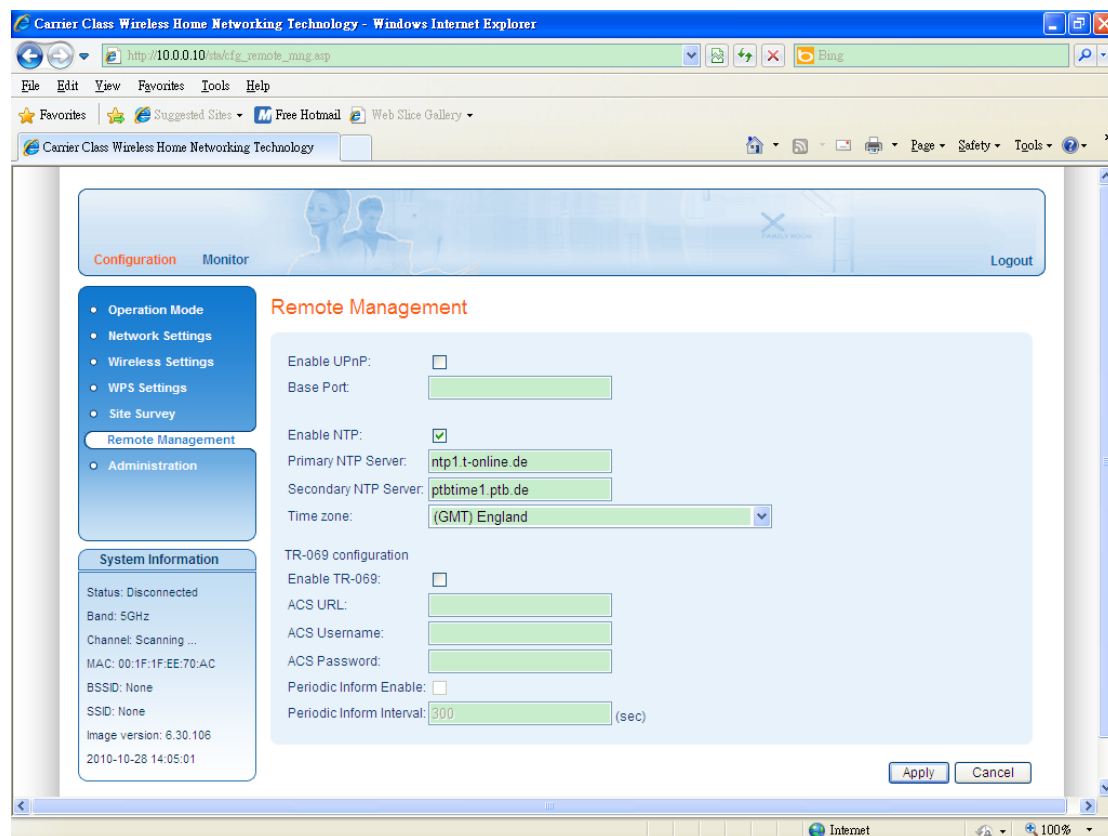 Carrier Class Wireless Home Networking Technology - Windows Internet Explorer
http://10.0.0.10/sta/cfg_remote_mng.asp
Bing
File Edit View Favorites Tools Help
Favorites Suggested Sites Free Hotmail Web Slice Gallery
Carrier Class Wireless Home Networking Technology
Page Safety Tools
FAMILY ROOM
Configuration Monitor Logout
Operation Mode
Network Settings
Wireless Settings
WPS Settings
Site Survey
Remote Management
Administration
System Information
Status: Disconnected
Band: 5GHz
Channel: Scanning ...
MAC: 00:1F:1F:EE:70:AC
BSSID: None
SSID: None
Image version: 6.30.106
2010-10-28 14:05:01
Remote Management
Enable UPnP:
Base Port:
Enable NTP:
Primary NTP Server: ntp1.t-online.de
Secondary NTP Server: ptbtime1.ptb.de
Time zone: (GMT) England
TR-069 configuration
Enable TR-069:
ACS URL:
ACS Username:
ACS Password:
Periodic Inform Enable:
Periodic Inform Interval: 300 (sec)
Apply Cancel
Internet 100%